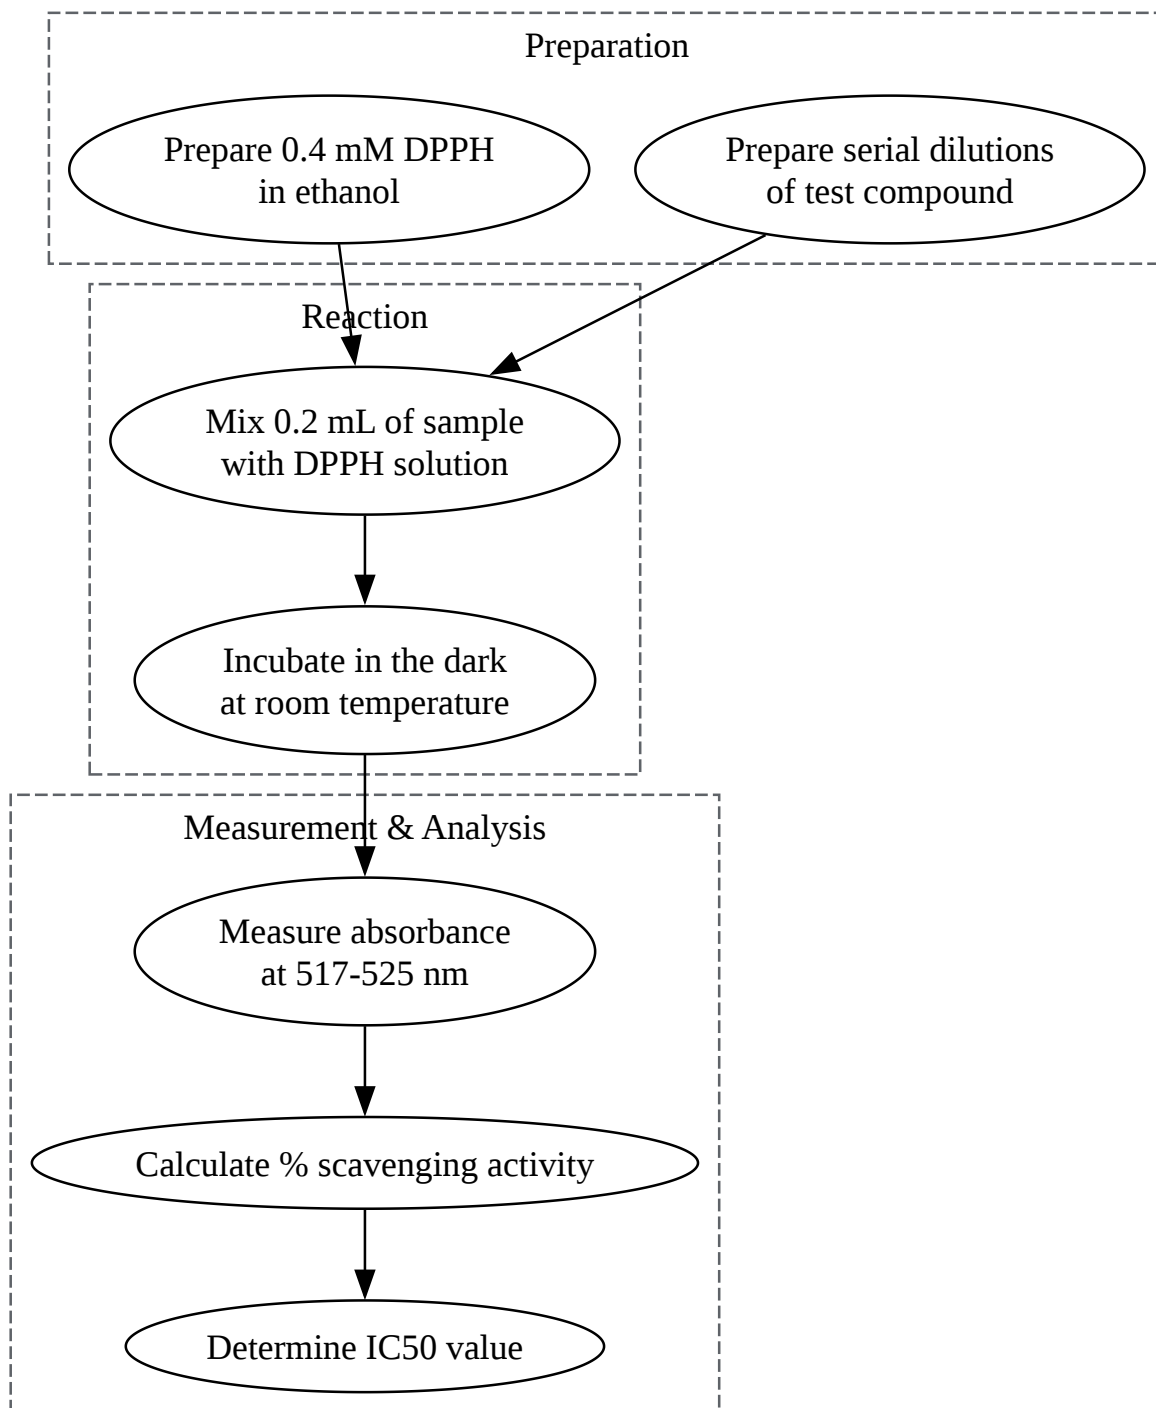 Preparation
Prepare 0.4 mM DPPH
in ethanol
Prepare serial dilutions
of test compound
Reaction
Mix 0.2 mL of sample
with DPPH solution
Incubate in the dark
at room temperature
Measurement & Analysis
Measure absorbance
at 517-525 nm
Calculate % scavenging activity
Determine IC50 value